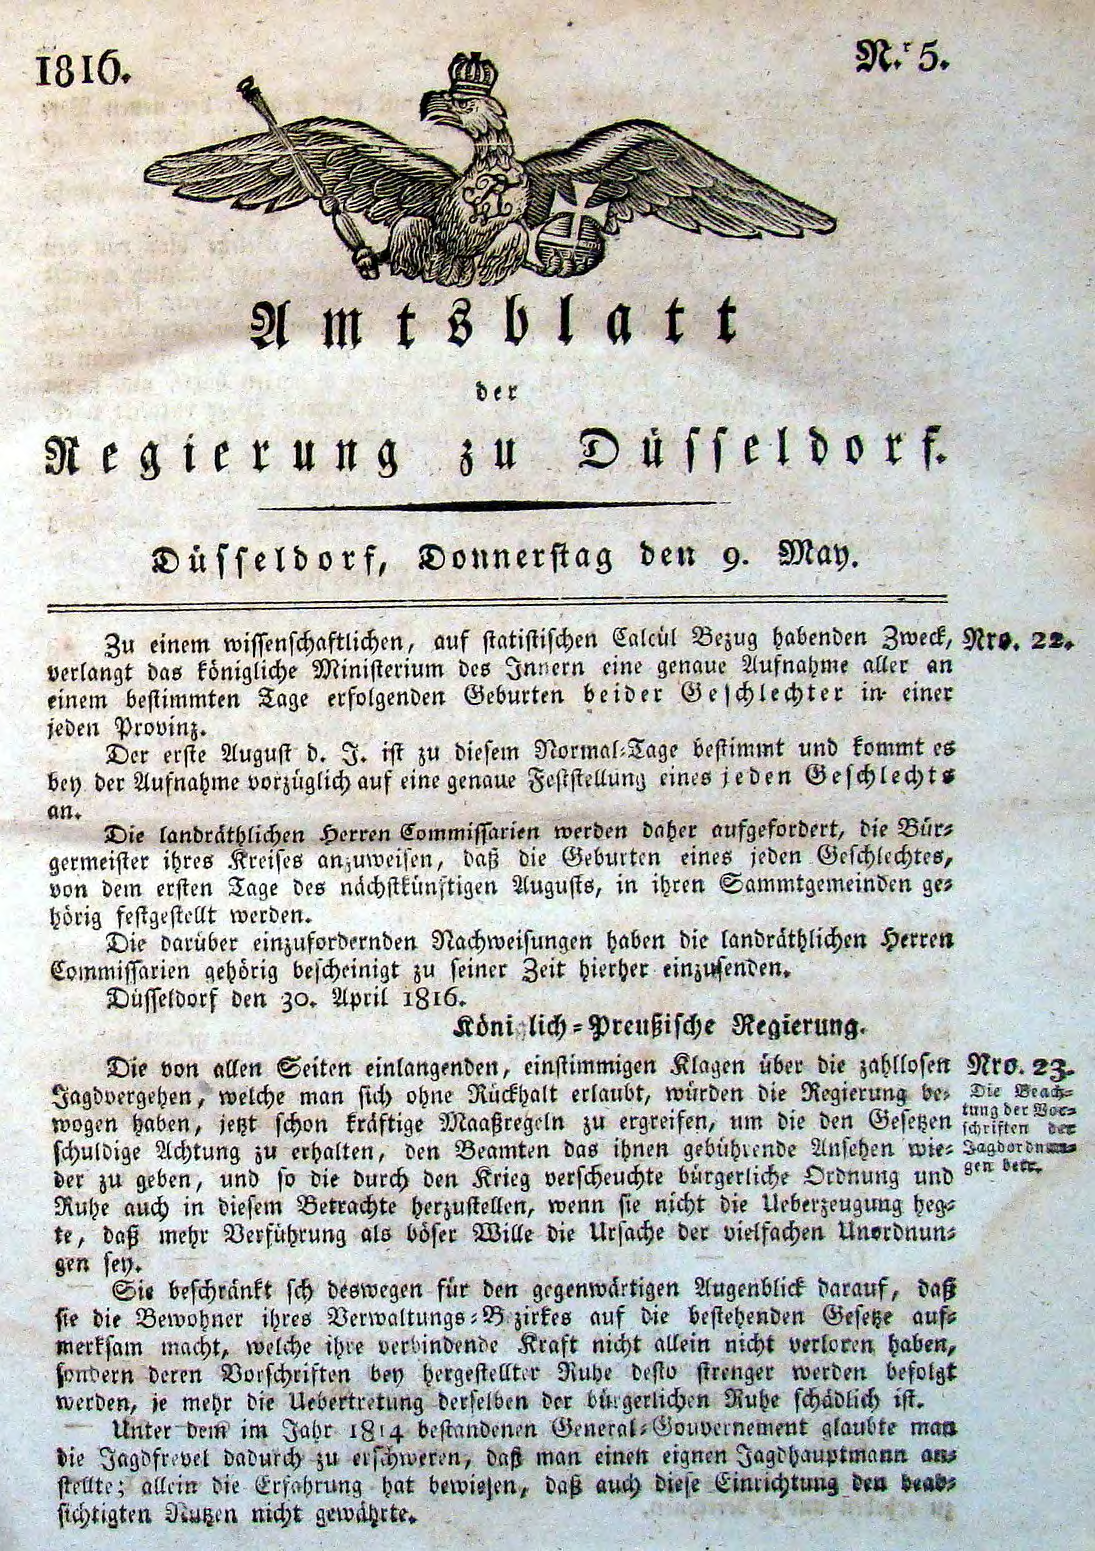 1816.
N.r 5.
Amtsblatt
der
Regierung zu Düsseldorf.
Düsseldorf, Donnerstag den 9. May.
Zu einem wissenschaftlichen, auf statistischen Calcül Bezug habenden Zweck,
Nro. 22.
verlangt das königliche Ministerium des Innern eine genaue Aufnahme aller an
einem bestimmten Tage erfolgenden Geburten beider Geschlechter in einer
jeden Provinz.
Der erste August d. J. ist zu diesem Normal-Tage bestimmt und kommt es
bey der Aufnahme vorzüglich auf eine genaue Feststellung eines jeden Geschlechts
an.
Die landräthlichen Herren Commissarien werden daher aufgefordert, die Bür-
germeister ihres Kreises anzuweisen, daß die Geburten eines jeden Geschlechtes,
von dem ersten Tage des nächstkünftigen Augusts, in ihren Sammtgemeinden ge-
hörig festgestellt werden.
Die darüber einzufordernden Nachweisungen haben die landräthlichen Herren
Commissarien gehörig bescheinigt zu seiner Zeit hierher einzusenden.
Düsseldorf den 30. April 1816.
Königlich-Preußische Regierung.
Die von allen Seiten einlangenden, einstimmigen Klagen über die zahllosen
Nro. 23.
Jagdvergehen, welche man sich ohne Rückhalt erlaubt, würden die Regierung be-
wogen haben, jetzt schon kräftige Maaßregeln zu ergreifen, um die den Gesetzen
schuldige Achtung zu erhalten, den Beamten das ihnen gebührende Ansehen wie-
der zu geben, und so die durch den Krieg verscheuchte bürgerliche Ordnung und
Ruhe auch in diesem Betrachte herzustellen, wenn sie nicht die Ueberzeugung heg-
te, daß mehr Verführung als böser Wille die Ursache der vielfachen Unordnun-
gen sey.
Die Beach-
tung der Vor-
schriften der
Jagdordnun-
gen betr.
Sie beschränkt sch deswegen für den gegenwärtigen Augenblick darauf, daß
sie die Bewohner ihres Verwaltungs-Bezirkes auf die bestehenden Gesetze auf-
merksam macht, welche ihre verbindende Kraft nicht allein nicht verloren haben,
sondern deren Vorschriften bey hergestellter Ruhe desto strenger werden befolgt
werden, je mehr die Uebertretung derselben der bürgerlichen Ruhe schädlich ist.
Unter dem im Jahr 1814 bestandenen General-Gouvernement glaubte man
die Jagdfrevel dadurch zu erschweren, daß man einen eignen Jagdhauptmann an-
stellte; allein die Erfahrung hat bewiesen, daß auch diese Einrichtung den beab-
sichtigten Nutzen nicht gewährte.